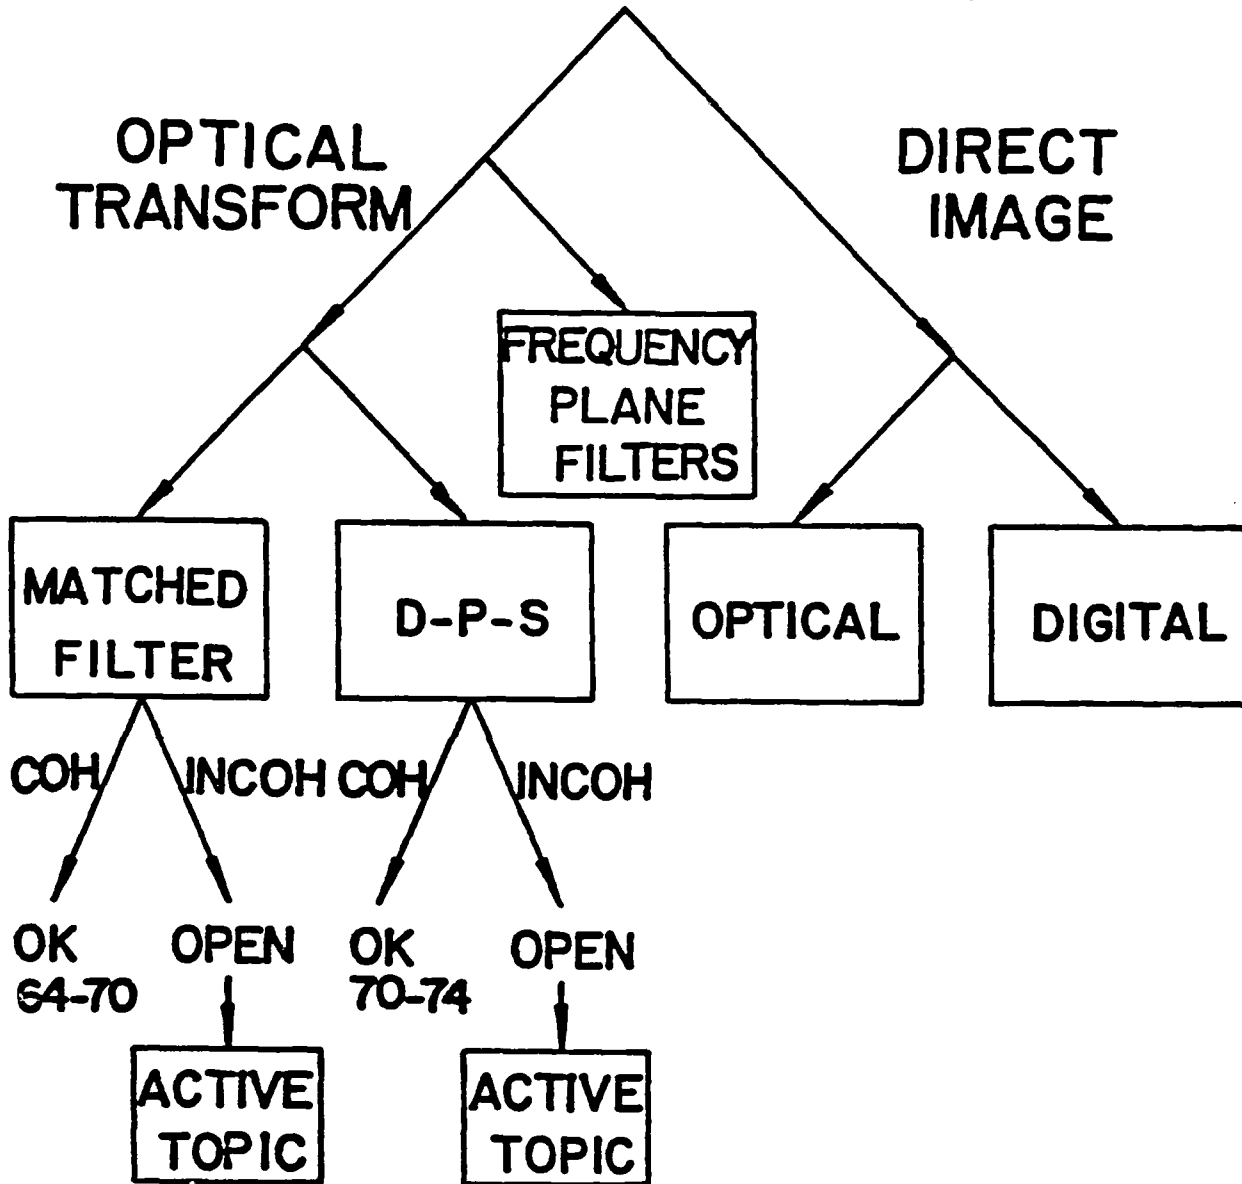 OPTICAL
TRANSFORM
DIRECT
IMAGE
FREQUENCY
PLANE
FILTERS
MATCHED
FILTER
D-P-S
OPTICAL
DIGITAL
COH
INCOH
COH
INCOH
OK
64-70
OPEN
OK
70-74
OPEN
ACTIVE
TOPIC
ACTIVE
TOPIC